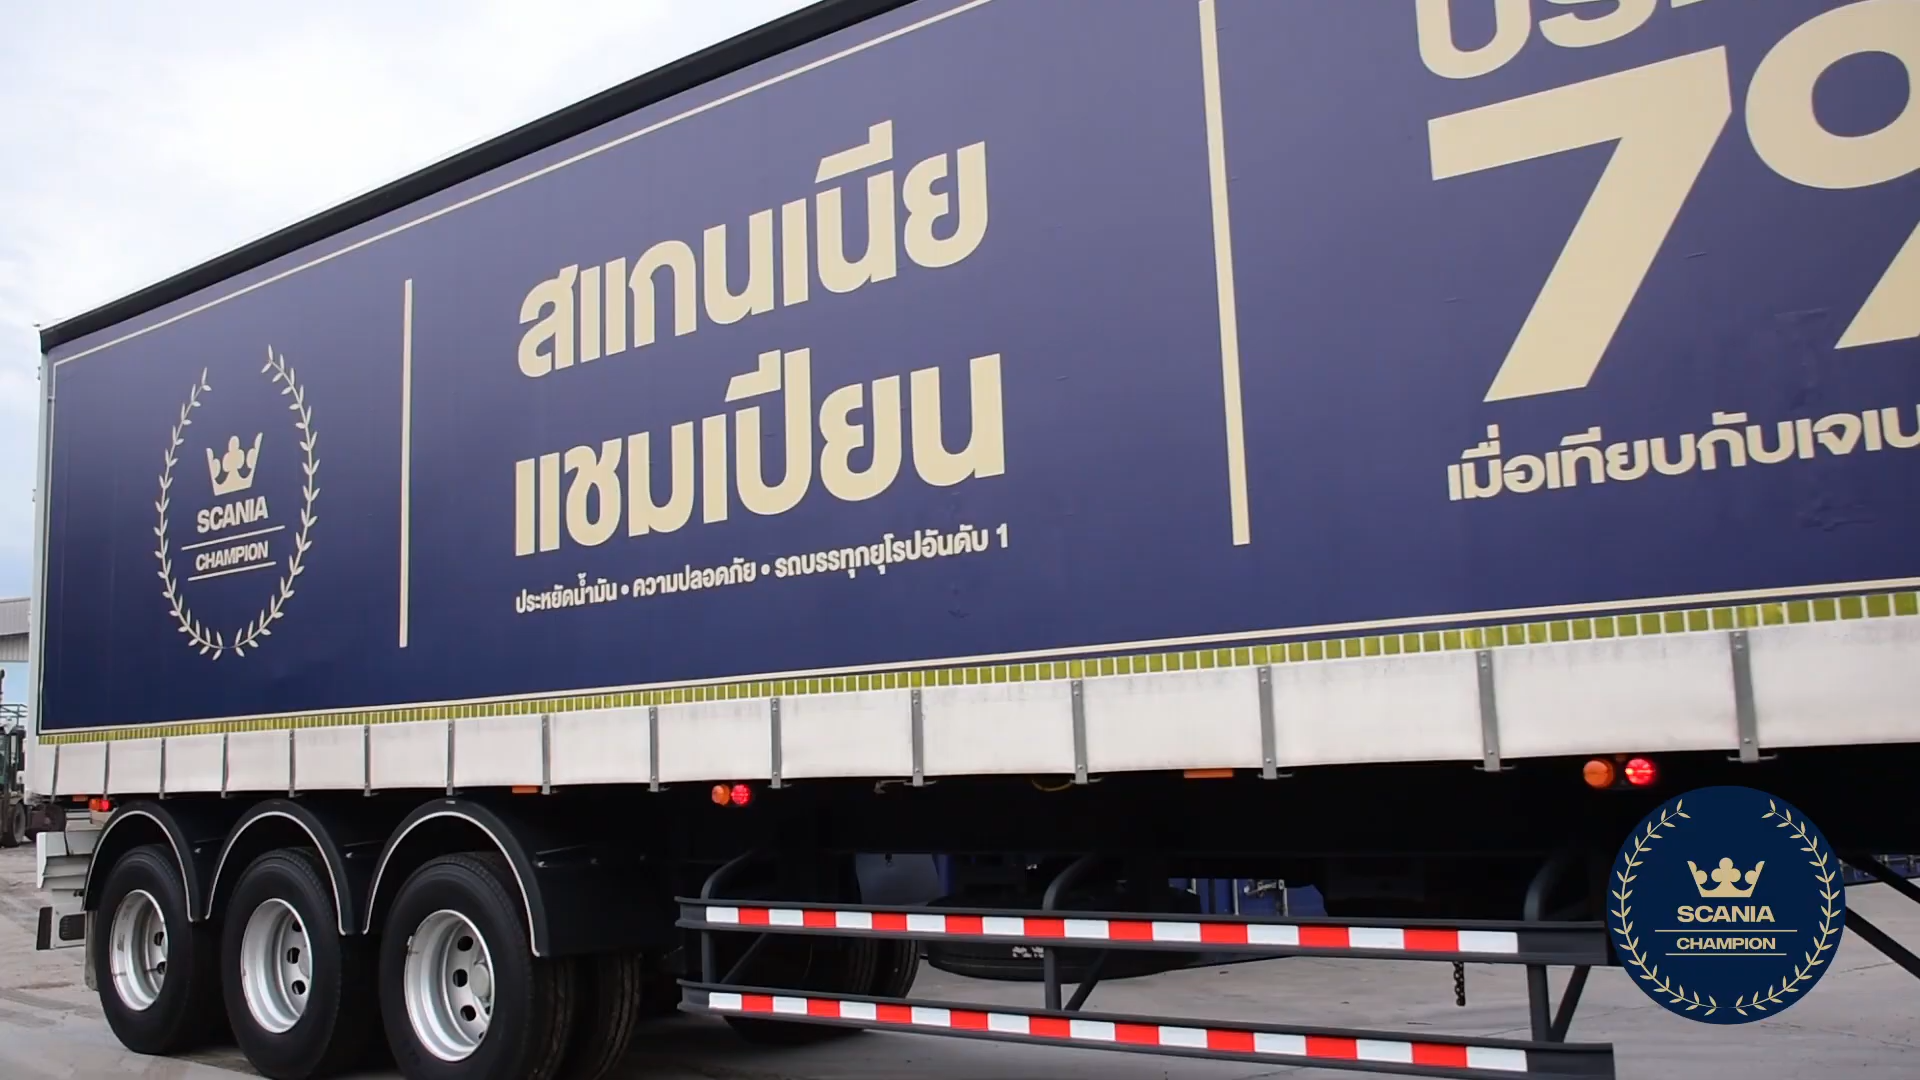 SCANIA
CHAMPION
สแกนเนีย
แชมเปียน
ประหยัดน้ำมัน • ความปลอดภัย • รถบรรทุกยุโรปอันดับ 1
7%
เมื่อเทียบกับเจเน
SCANIA
CHAMPION